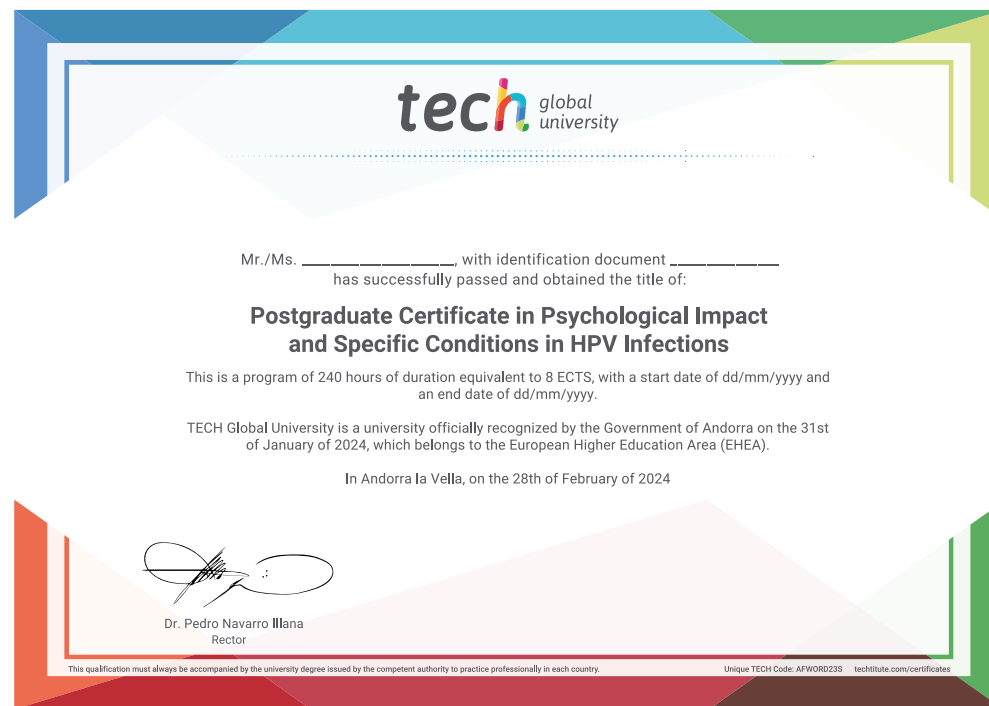 tech global university
Mr./Ms. ____________________, with identification document ______________
has successfully passed and obtained the title of:
Postgraduate Certificate in Psychological Impact
and Specific Conditions in HPV Infections
This is a program of 240 hours of duration equivalent to 8 ECTS, with a start date of dd/mm/yyyy and
an end date of dd/mm/yyyy.
TECH Global University is a university officially recognized by the Government of Andorra on the 31st
of January of 2024, which belongs to the European Higher Education Area (EHEA).
In Andorra la Vella, on the 28th of February of 2024
Dr. Pedro Navarro Illana
Rector
This qualification must always be accompanied by the university degree issued by the competent authority to practice professionally in each country.
Unique TECH Code: AFWORD23S techtitute.com/certificates